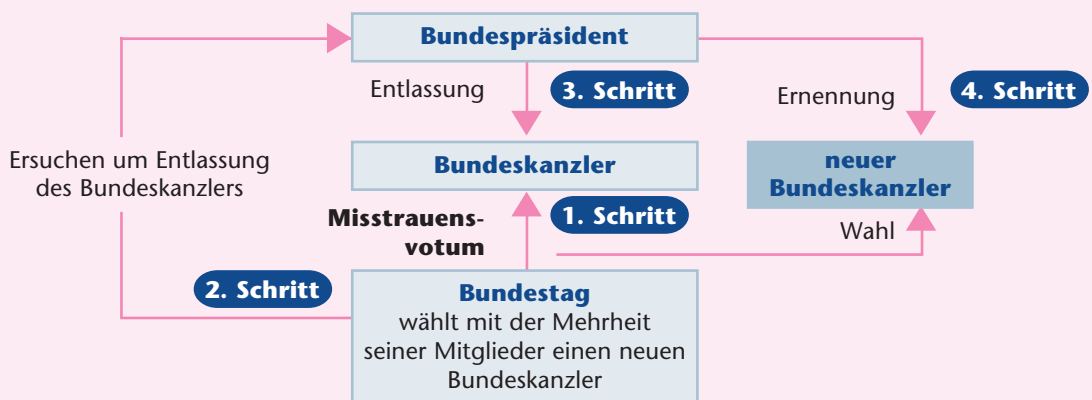 Bundespräsident
Entlassung
3. Schritt
Ernennung
4. Schritt
Ersuchen um Entlassung
des Bundeskanzlers
Bundeskanzler
neuer
Bundeskanzler
Misstrauens-
votum
1. Schritt
Wahl
2. Schritt
Bundestag
wählt mit der Mehrheit
seiner Mitglieder einen neuen
Bundeskanzler